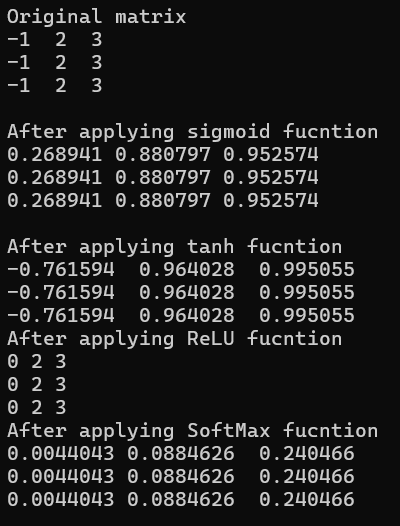 Original matrix
-1  2  3
-1  2  3
-1  2  3
After applying sigmoid fucntion
0.268941 0.880797 0.952574
0.268941 0.880797 0.952574
0.268941 0.880797 0.952574
After applying tanh fucntion
-0.761594  0.964028  0.995055
-0.761594  0.964028  0.995055
-0.761594  0.964028  0.995055
After applying ReLU fucntion
0 2 3
0 2 3
0 2 3
After applying SoftMax fucntion
0.0044043 0.0884626  0.240466
0.0044043 0.0884626  0.240466
0.0044043 0.0884626  0.240466